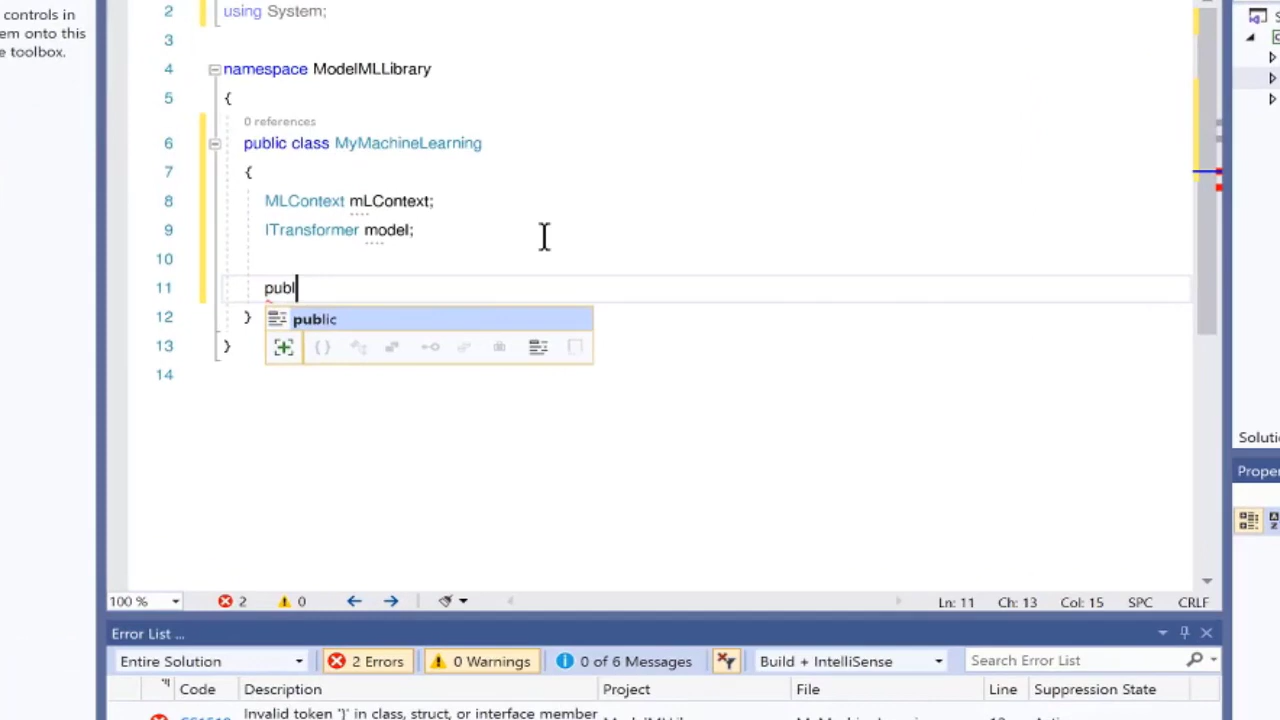 controls in
em onto this
e toolbox.
2 using System;
3
4 namespace ModelMLLibrary
5 {
0 references
6 public class MyMachineLearning
7 {
8 MLContext mLContext;
9 ITransformer model;
10
11 publ
public
12 }
13 }
14
Soluti
Proper
100 % 2 0 Ln: 11 Ch: 13 Col: 15 SPC CRLF
Error List ...
Entire Solution 2 Errors 0 Warnings 0 of 6 Messages Build + IntelliSense Search Error List
Code Description Project File Line Suppression State
Invalid token '}' in class, struct, or interface member